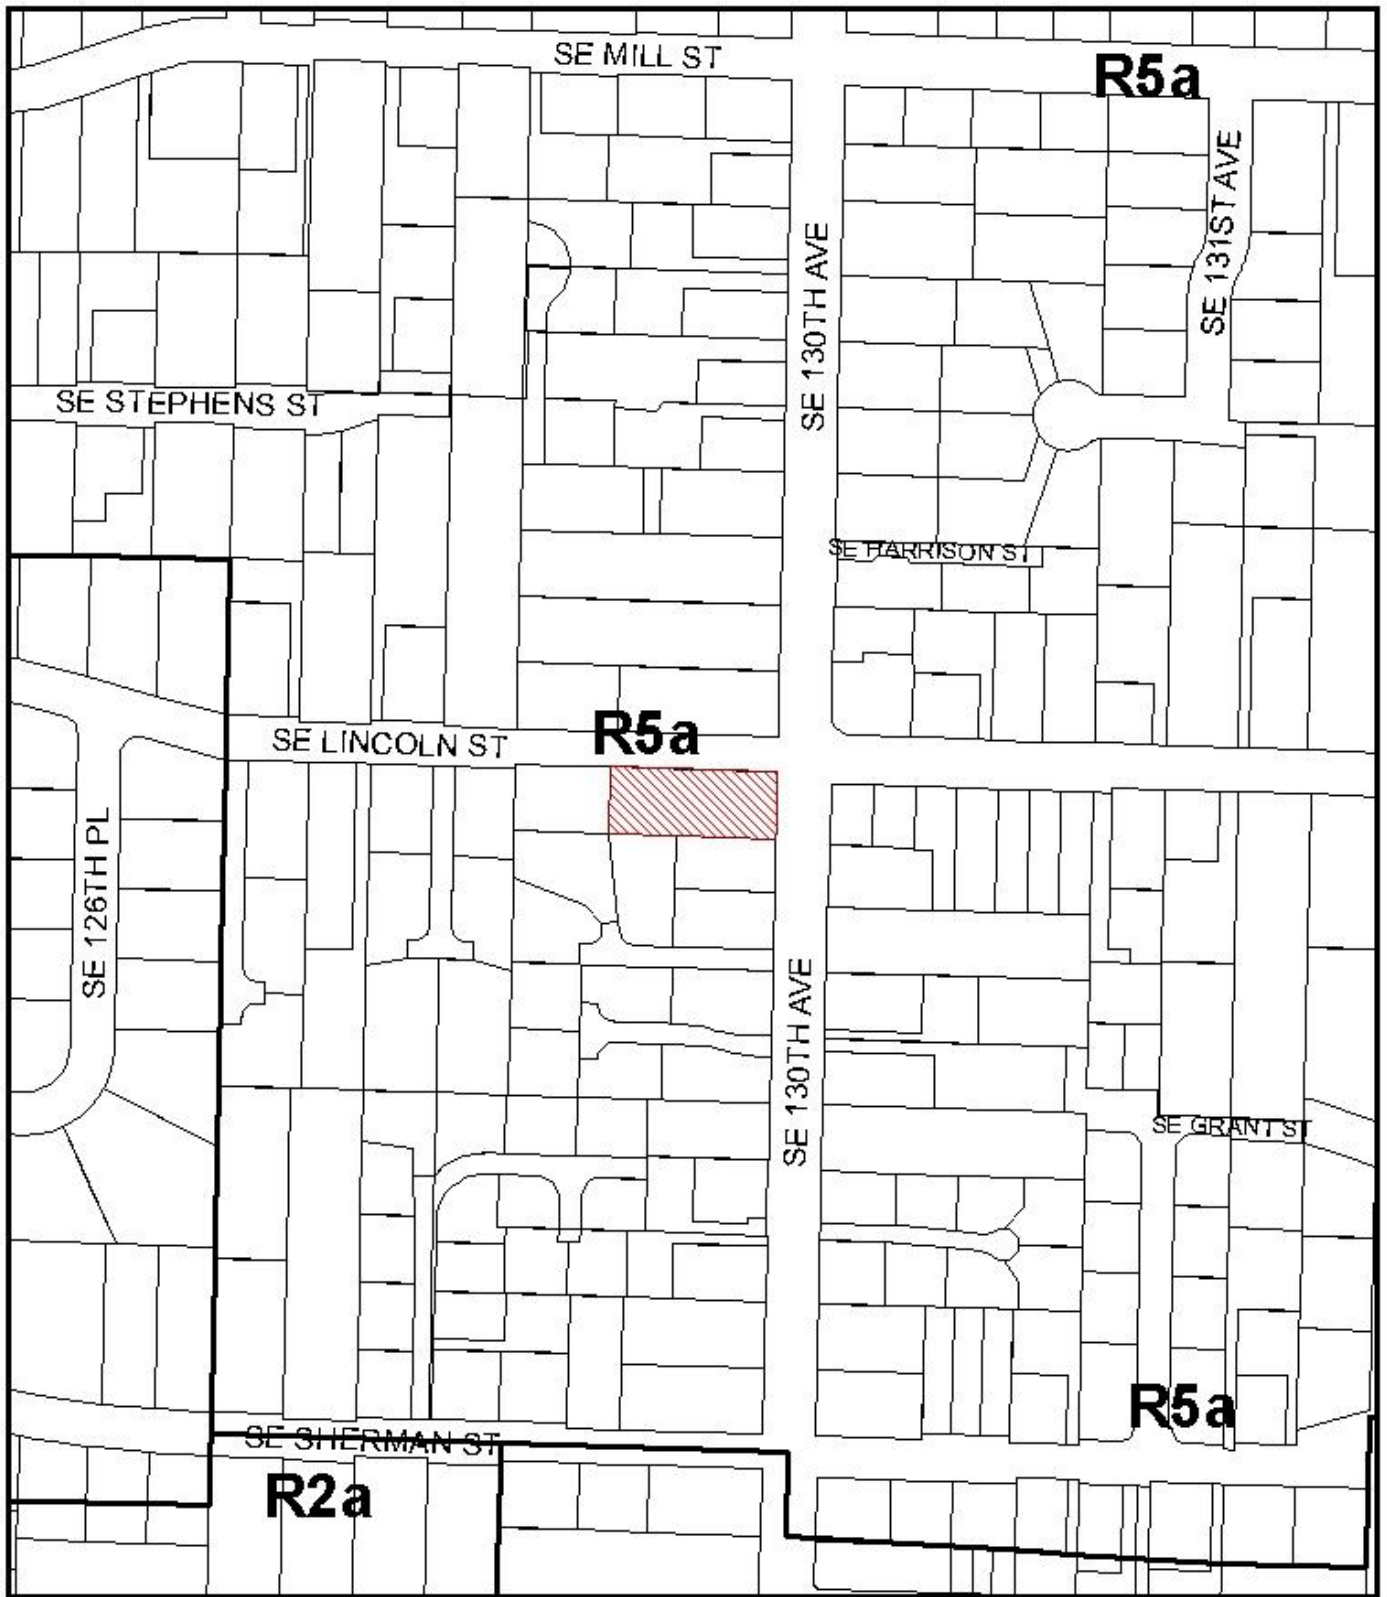 SE MILL ST
R5a
SE 131ST AVE
SE 130TH AVE
SE STEPHENS ST
SE HARRISON ST
R5a
SE LINCOLN ST
SE 126TH PL
SE 130TH AVE
SE GRANT ST
R5a
SE SHERMAN ST
R2a